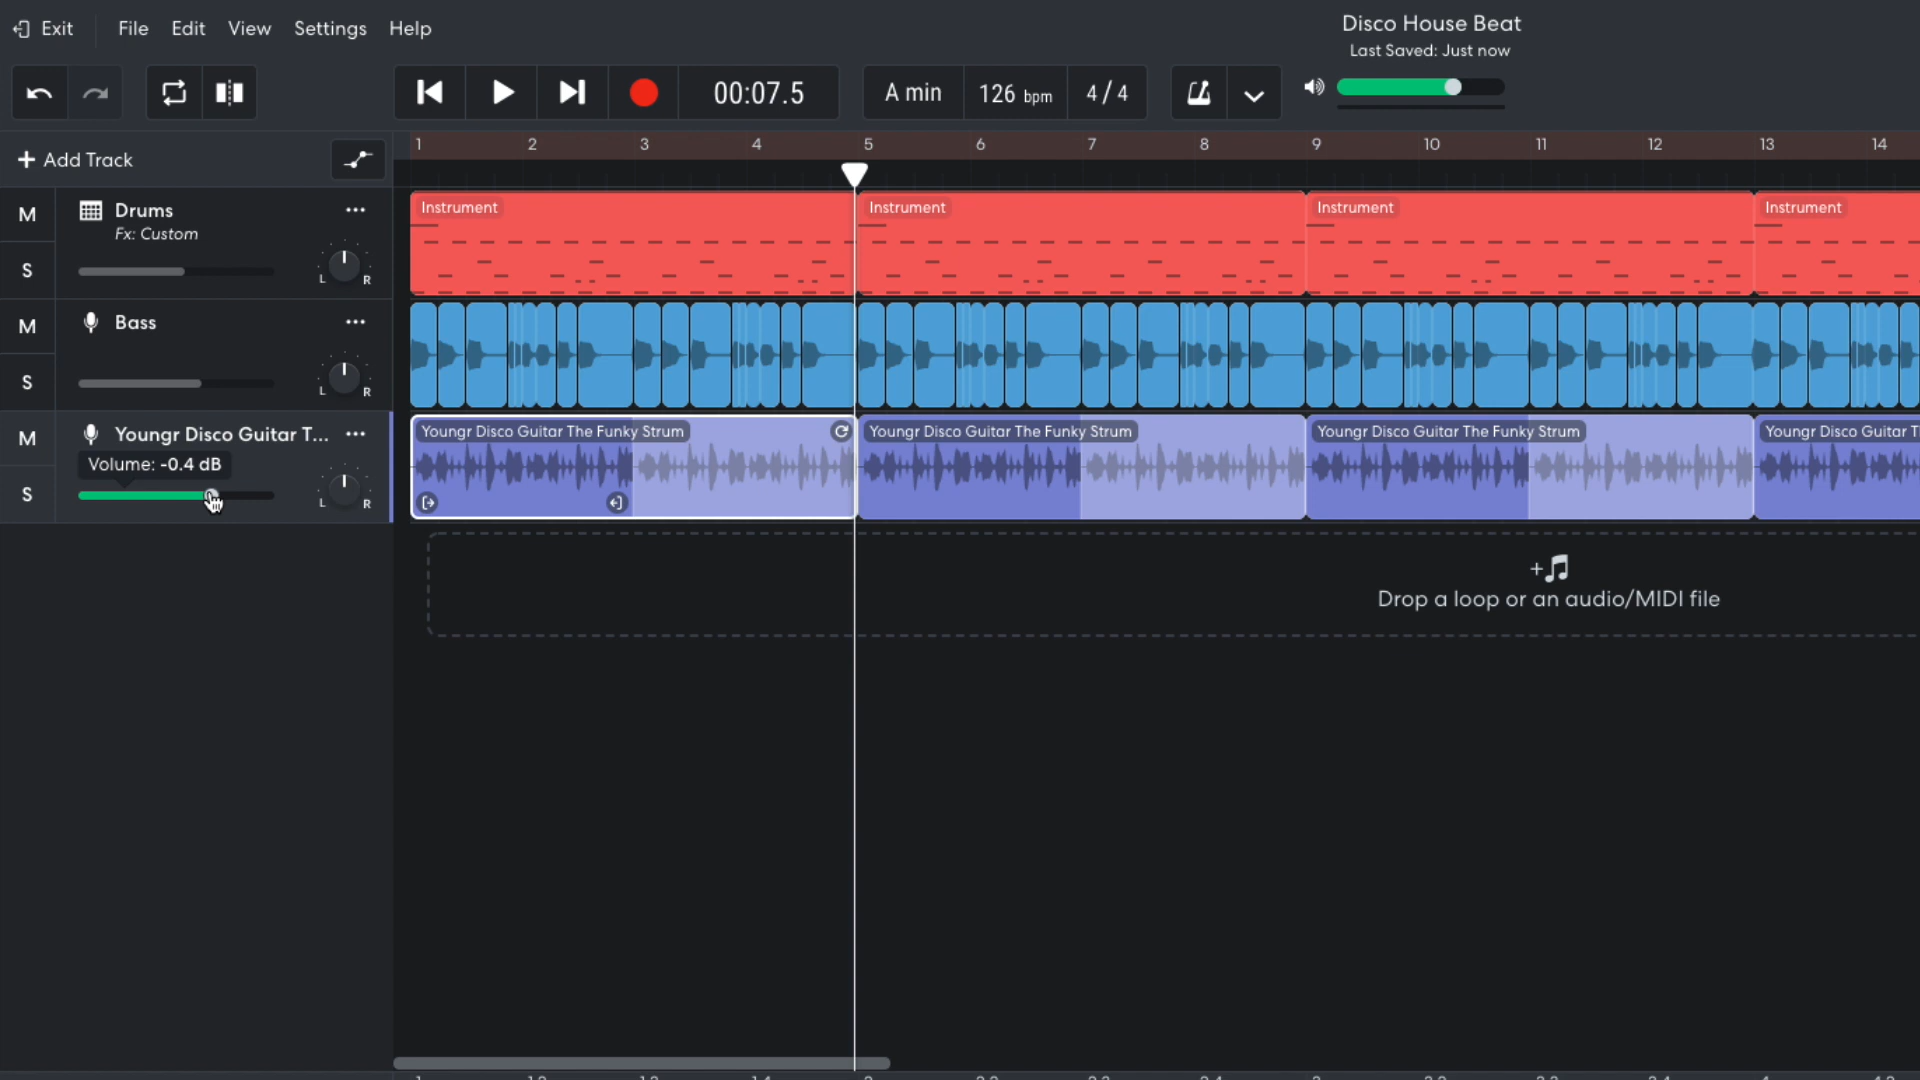 Exit File Edit View Settings Help
Disco House Beat
Last Saved: Just now
00:07.5 A min 126 bpm 4 / 4
+ Add Track
1 2 3 4 5 6 7 8 9 10 11 12 13 14
M Drums ...
Fx: Custom
S L R
Instrument Instrument Instrument Instrument
M Bass ...
S L R
M Youngr Disco Guitar T... ...
Volume: -0.4 dB
S L R
Youngr Disco Guitar The Funky Strum Youngr Disco Guitar The Funky Strum Youngr Disco Guitar The Funky Strum Youngr Disco Guitar T
Drop a loop or an audio/MIDI file